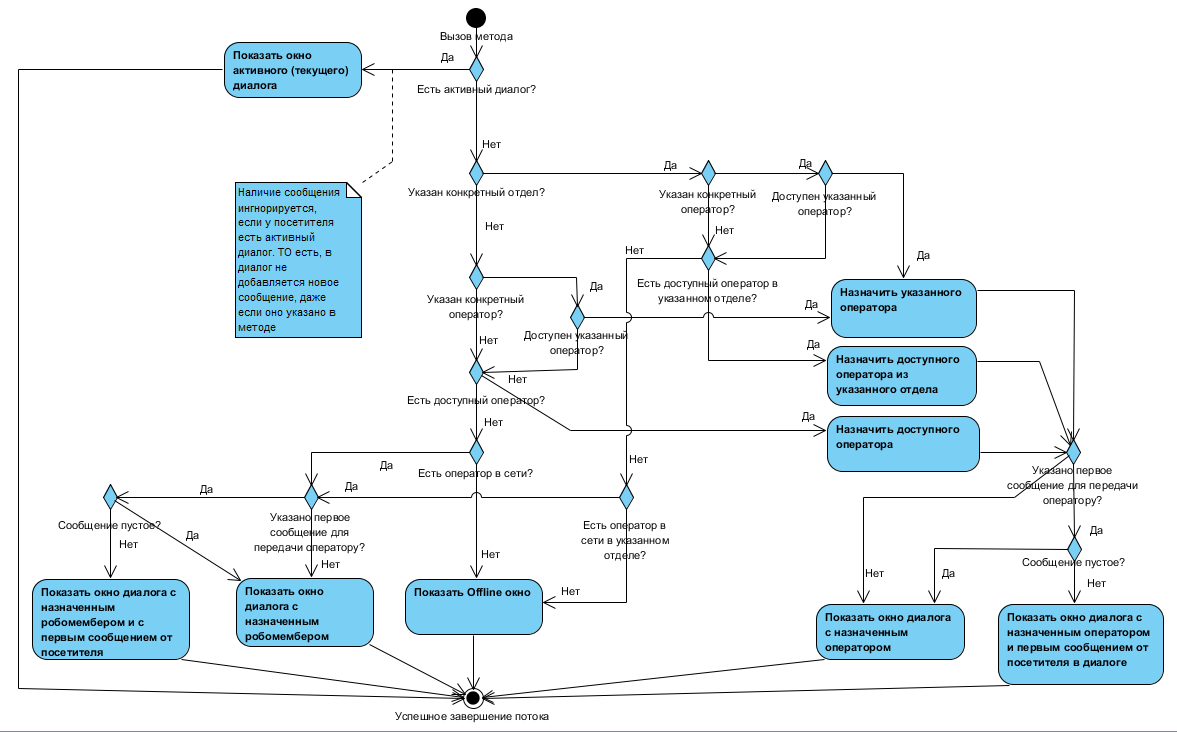 Вызов метода
Да
Показать окно
активного (текущего)
диалога
Есть активный диалог?
Нет
Наличие сообщения
ингнорируется,
если у посетителя
есть активный
диалог. ТО есть, в
диалог не
добавляется новое
сообщение, даже
если оно указано в
методе
Указан конкретный отдел?
Да
Указан конкретный
оператор?
Да
Доступен указанный
оператор?
Нет
Нет
Нет
Да
Есть доступный оператор в
указанном отделе?
Указан конкретный
оператор?
Да
Да
Назначить указанного
оператора
Доступен указанный
оператор?
Нет
Нет
Да
Назначить доступного
оператора из
указанного отдела
Есть доступный оператор?
Да
Назначить доступного
оператора
Нет
Есть оператор в сети?
Да
Нет
Указано первое
сообщение для передачи
оператору?
Да
Да
Сообщение пустое?
Указано первое
сообщение для
передачи оператору?
Есть оператор в
сети в указанном
отделе?
Нет
Да
Нет
Нет
Нет
Да
Сообщение пустое?
Нет
Да
Нет
Показать окно диалога с
назначенным
робомембером и с
первым сообщением от
посетителя
Показать окно
диалога с
назначенным
робомембером
Показать Offline окно
Показать окно диалога
с назначенным
оператором
Показать окно диалога с
назначенным оператором
и первым сообщением от
посетителя в диалоге
Успешное завершение потока